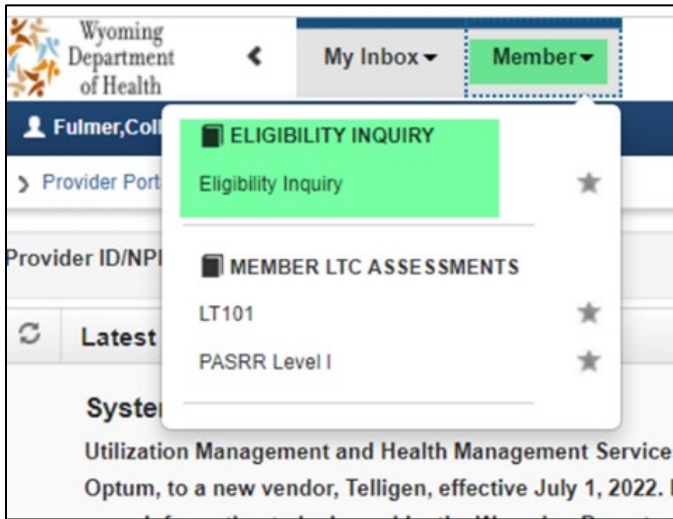 Wyoming
Department
of Health
My Inbox
Member
Fulmer,Coll
ELIGIBILITY INQUIRY
Provider Port
Eligibility Inquiry
Provider ID/NPI
MEMBER LTC ASSESSMENTS
LT101
Latest
PASRR Level I
Syste
Utilization Management and Health Management Service
Optum, to a new vendor, Telligen, effective July 1, 2022.